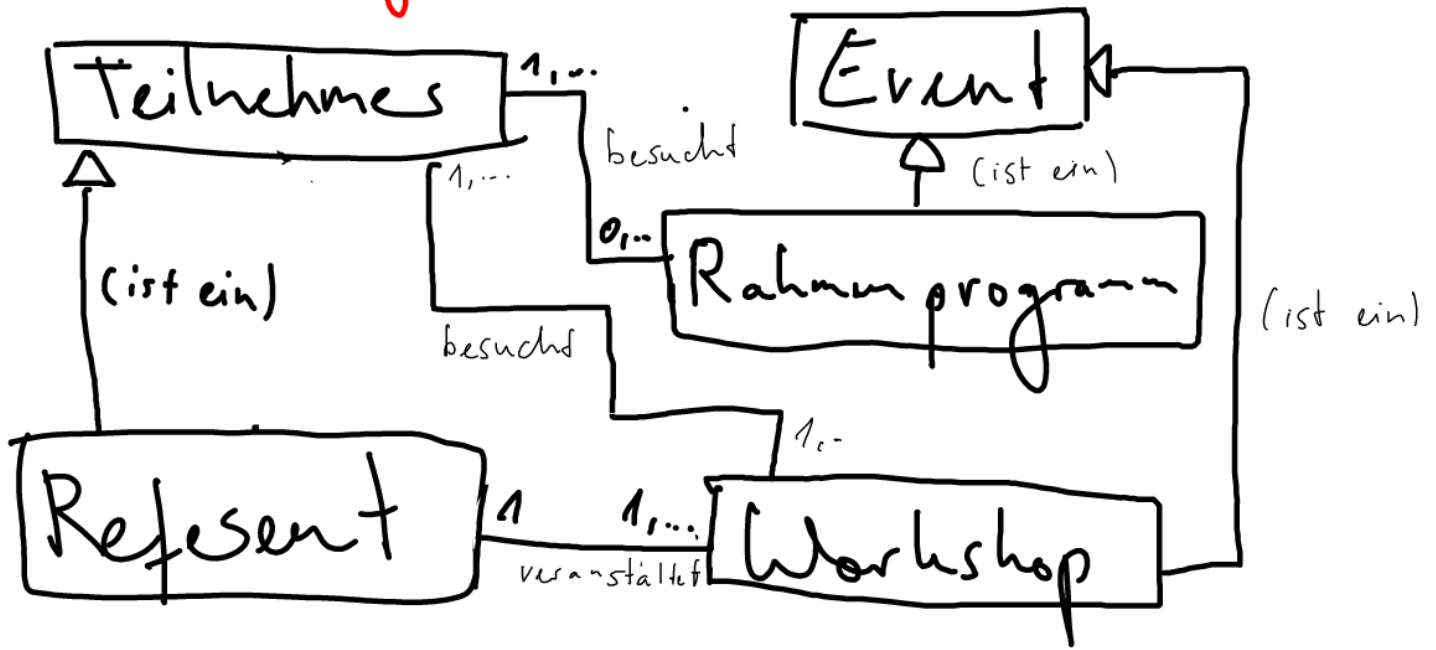 Teilnehmer
1,...
Event
besucht
1,...
(ist ein)
0,..
Rahmenprogramm
(ist ein)
(ist ein)
besucht
1,..
Referent
1
1,...
Workshop
veranstaltet